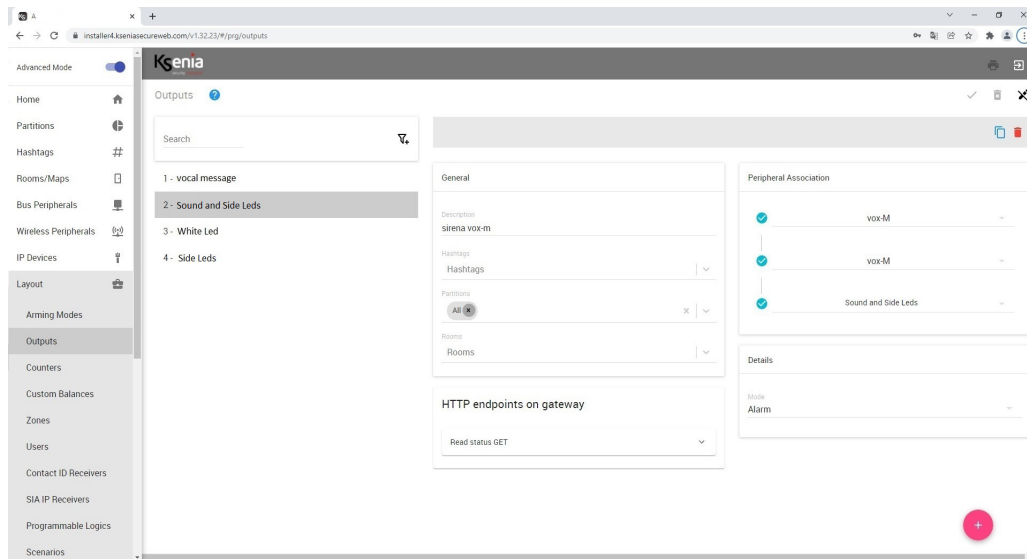 A
installer4.kseniasecureweb.com/v1.32.23/#/prg/outputs
Advanced Mode
Ksenia
Home
Partitions
Hashtags
Rooms/Maps
Bus Peripherals
Wireless Peripherals
IP Devices
Layout
Arming Modes
Outputs
Counters
Custom Balances
Zones
Users
Contact ID Receivers
SIA IP Receivers
Programmable Logics
Scenarios
Outputs
Search
1 - vocal message
2 - Sound and Side Leds
3 - White Led
4 - Side Leds
General
Description
sirena vox-m
Hashtags
Hashtags
Partitions
All
Rooms
Rooms
HTTP endpoints on gateway
Read status GET
Peripheral Association
vox-M
vox-M
Sound and Side Leds
Details
Mode
Alarm